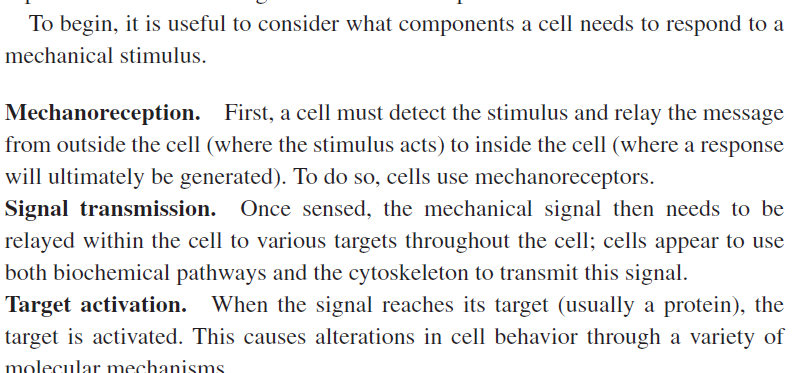 To begin, it is useful to consider what components a cell needs to respond to a
mechanical stimulus.
Mechanoreception. First, a cell must detect the stimulus and relay the message
from outside the cell (where the stimulus acts) to inside the cell (where a response
will ultimately be generated). To do so, cells use mechanoreceptors.
Signal transmission. Once sensed, the mechanical signal then needs to be
relayed within the cell to various targets throughout the cell; cells appear to use
both biochemical pathways and the cytoskeleton to transmit this signal.
Target activation. When the signal reaches its target (usually a protein), the
target is activated. This causes alterations in cell behavior through a variety of
molecular mechanisms